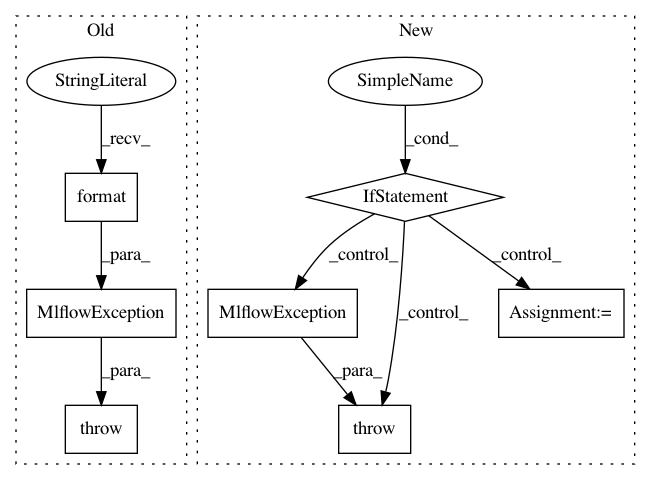 Old
New
StringLiteral
SimpleName
_recv_
_cond_
format
IfStatement
_para_
_control_
_control_
MlflowException
MlflowException
_control_
Assignment:=
_para_
_para_
throw
throw